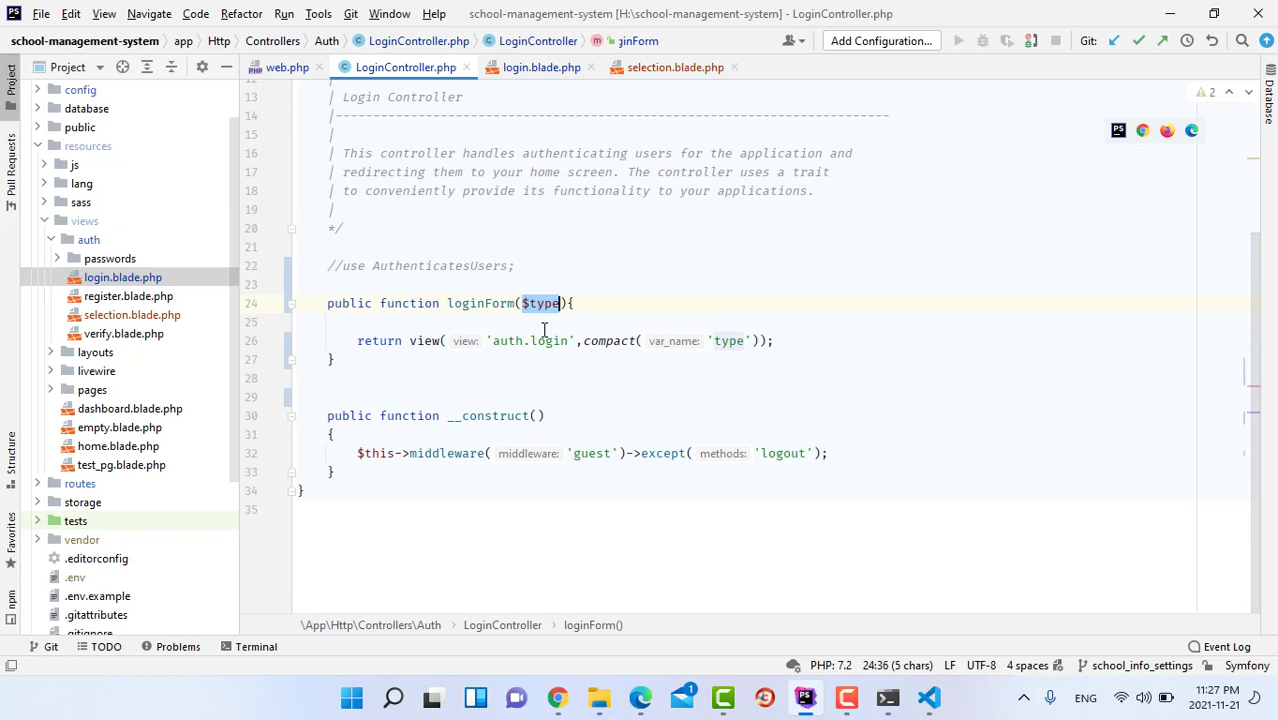 File Edit View Navigate Code Refactor Run Tools Git Window Help school-management-system [H:\school-management-system] - LoginController.php
school-management-system app Http Controllers Auth LoginController.php LoginController ginForm Add Configuration... Git:
Project web.php LoginController.php login.blade.php selection.blade.php
Project
Pull Requests
Structure
Favorites
npm
Database
config
database
public
resources
js
lang
sass
views
auth
passwords
login.blade.php
register.blade.php
selection.blade.php
verify.blade.php
layouts
livewire
pages
dashboard.blade.php
empty.blade.php
home.blade.php
test_pg.blade.php
routes
storage
tests
vendor
.editorconfig
.env
.env.example
.gitattributes
.gitignore
2
13 | Login Controller
14 |--------------------------------------------------------------------------
15 |
16 | This controller handles authenticating users for the application and
17 | redirecting them to your home screen. The controller uses a trait
18 | to conveniently provide its functionality to your applications.
19 |
20 */
21
22 //use AuthenticatesUsers;
23
24 public function loginForm($type){
25
26 return view( view: 'auth.login',compact( var_name: 'type'));
27 }
28
29
30 public function __construct()
31 {
32 $this->middleware( middleware: 'guest')->except( methods: 'logout');
33 }
34 }
35
\App\Http\Controllers\Auth LoginController loginForm()
Git TODO Problems Terminal Event Log
PHP: 7.2 24:36 (5 chars) LF UTF-8 4 spaces school_info_settings Symfony
ENG 11:27 PM
2021-11-21